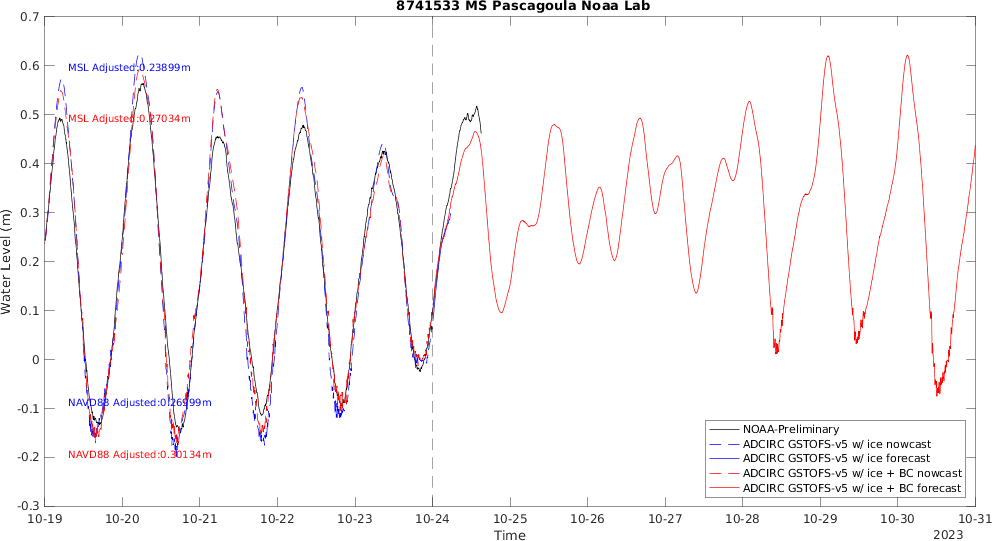 8741533 MS Pascagoula Noaa Lab
0.7
0.6
0.5
0.4
0.3
0.2
0.1
0
-0.1
-0.2
-0.3
Water Level (m)
MSL Adjusted:0.23899m
MSL Adjusted:0.27034m
NAVD88 Adjusted:0.26999m
NAVD88 Adjusted:0.30134m
NOAA-Preliminary
ADCIRC GSTOFS-v5 w/ ice nowcast
ADCIRC GSTOFS-v5 w/ ice forecast
ADCIRC GSTOFS-v5 w/ ice + BC nowcast
ADCIRC GSTOFS-v5 w/ ice + BC forecast
10-19 10-20 10-21 10-22 10-23 10-24 10-25 10-26 10-27 10-28 10-29 10-30 10-31
Time
2023